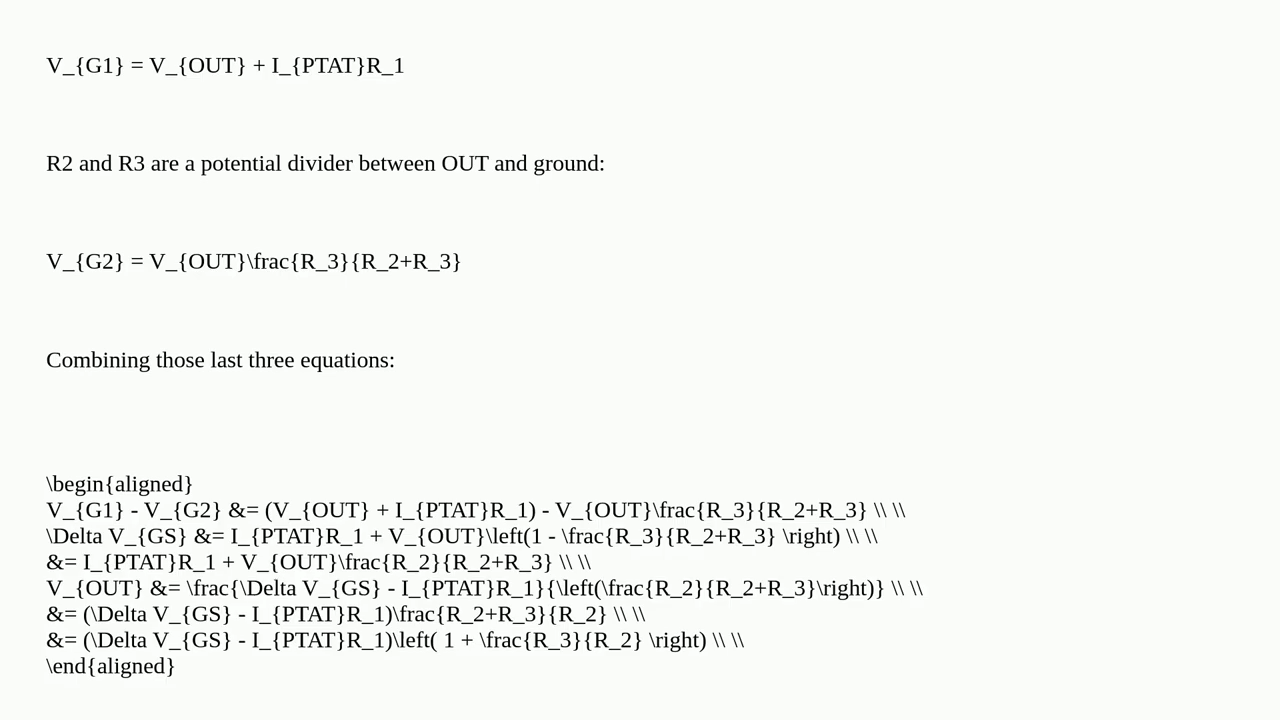 V_{G1} = V_{OUT} + I_{PTAT}R_1
R2 and R3 are a potential divider between OUT and ground:
V_{G2} = V_{OUT}\frac{R_3}{R_2+R_3}
Combining those last three equations:
\begin{aligned}
V_{G1} - V_{G2} &= (V_{OUT} + I_{PTAT}R_1) - V_{OUT}\frac{R_3}{R_2+R_3} \\ \\
\Delta V_{GS} &= I_{PTAT}R_1 + V_{OUT}\left(1 - \frac{R_3}{R_2+R_3} \right) \\ \\
&= I_{PTAT}R_1 + V_{OUT}\frac{R_2}{R_2+R_3} \\ \\
V_{OUT} &= \frac{\Delta V_{GS} - I_{PTAT}R_1}{\left(\frac{R_2}{R_2+R_3}\right)} \\ \\
&= (\Delta V_{GS} - I_{PTAT}R_1)\frac{R_2+R_3}{R_2} \\ \\
&= (\Delta V_{GS} - I_{PTAT}R_1)\left( 1 + \frac{R_3}{R_2} \right) \\ \\
\end{aligned}